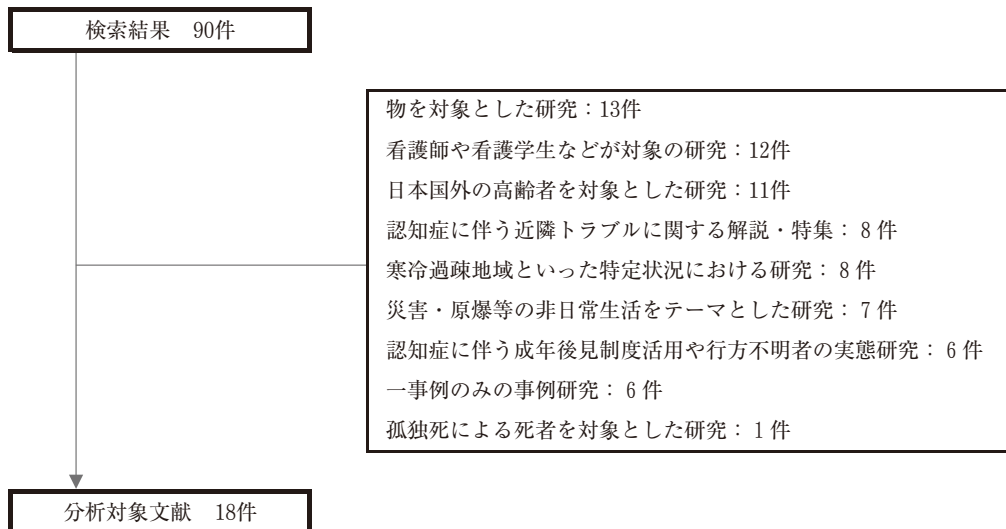 検索結果　90件
物を対象とした研究：13件
看護師や看護学生などが対象の研究：12件
日本国外の高齢者を対象とした研究：11件
認知症に伴う近隣トラブルに関する解説・特集： 8 件
寒冷過疎地域といった特定状況における研究： 8 件
災害・原爆等の非日常生活をテーマとした研究： 7 件
認知症に伴う成年後見制度活用や行方不明者の実態研究： 6 件
一事例のみの事例研究： 6 件
孤独死による死者を対象とした研究： 1 件
分析対象文献　18件